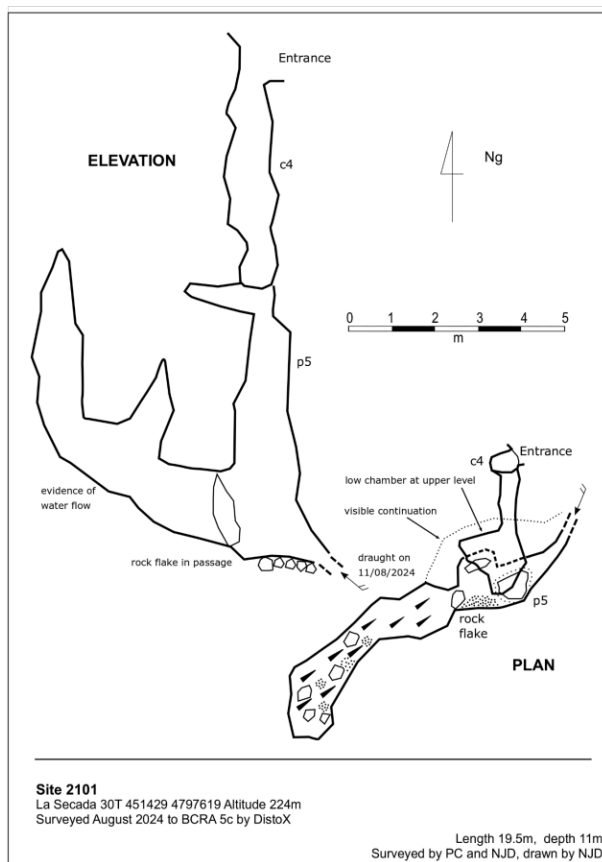 Entrance
ELEVATION
c4
Ng
0 1 2 3 4 5
m
p5
c4
Entrance
low chamber at upper level
visible continuation
evidence of
water flow
rock flake in passage
draught on
11/08/2024
p5
rock
flake
PLAN
Site 2101
La Secada 30T 451429 4797619 Altitude 224m
Surveyed August 2024 to BCRA 5c by DistoX
Length 19.5m, depth 11m
Surveyed by PC and NJD, drawn by NJD